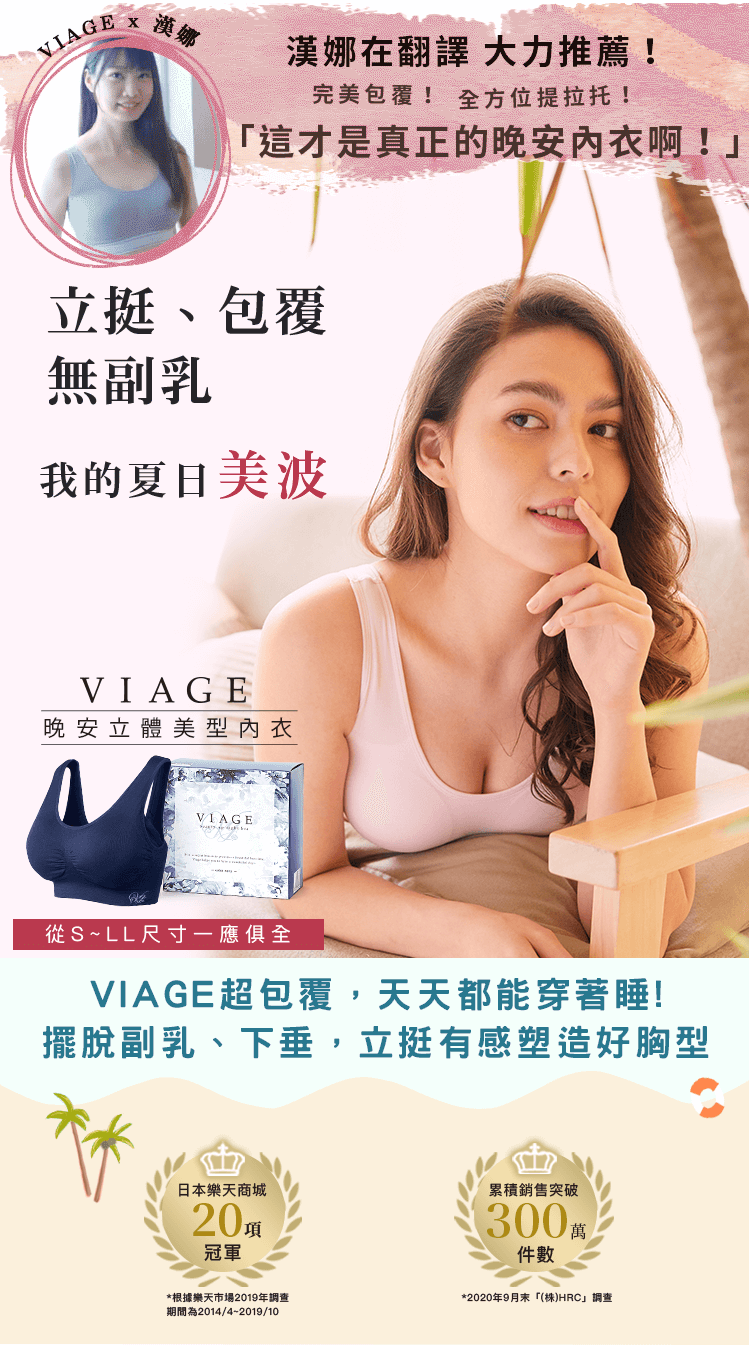 VIAGE x 漢娜
漢娜在翻譯 大力推薦！
完美包覆！ 全方位提拉托！
「這才是真正的晚安內衣啊！」
立挺、包覆
無副乳
我的夏日美波
VIAGE
晚安立體美型內衣
VIAGE
從S~LL尺寸一應俱全
VIAGE超包覆，天天都能穿著睡!
擺脫副乳、下垂，立挺有感塑造好胸型
日本樂天商城
20項
冠軍
*根據樂天市場2019年調查
期間為2014/4~2019/10
累積銷售突破
300萬
件數
*2020年9月末「(株)HRC」調查